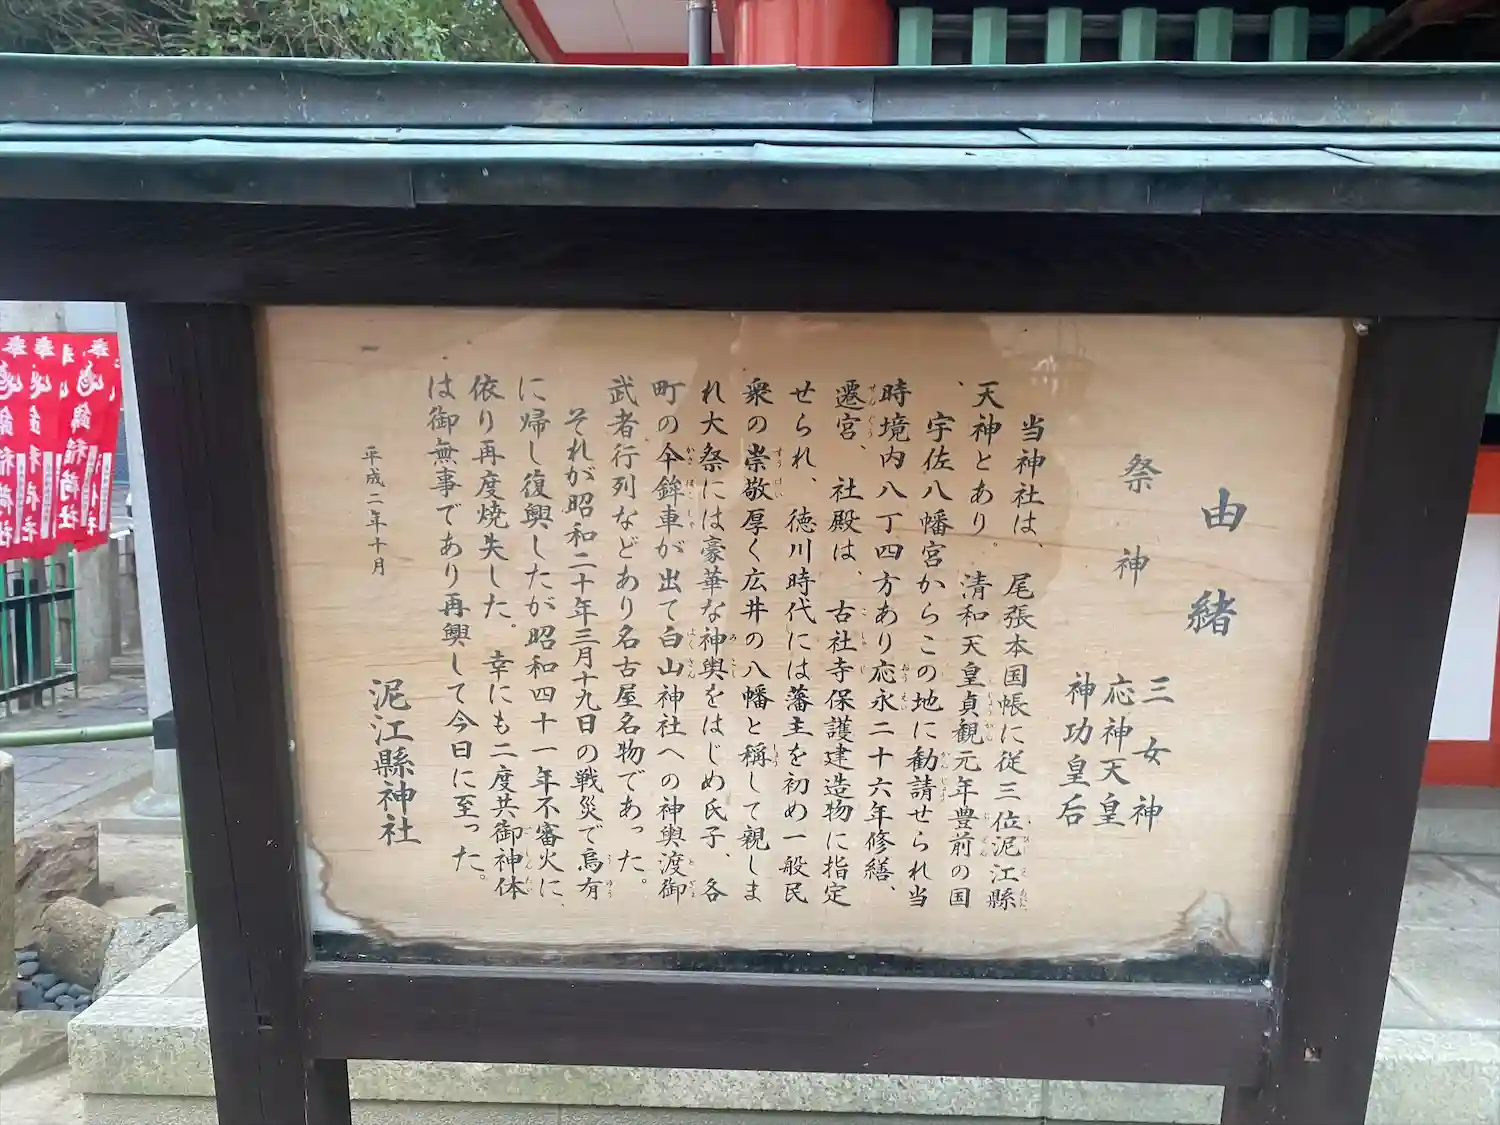 由緒
祭神
三女神
応神天皇
神功皇后
当神社は、尾張本国帳に従三位泥江縣
天神とあり。清和天皇貞観元年豊前の国
、宇佐八幡宮からこの地に勧請せられ当
時境内八丁四方あり応永二十六年修繕、
遷宮、社殿は、古社寺保護建造物に指定
せられ、徳川時代には藩主を初め一般民
衆の崇敬厚く広井の八幡と稱して親しま
れ大祭には豪華な神輿をはじめ氏子、各
町の傘鉾車が出て白山神社への神輿渡御
武者行列などあり名古屋名物であった。
それが昭和二十年三月十九日の戦災で烏有
に帰し復興したが昭和四十一年不審火に、
依り再度焼失した。幸にも二度共御神体
は御無事であり再興して今日に至った。
平成二年十月
泥江縣神社